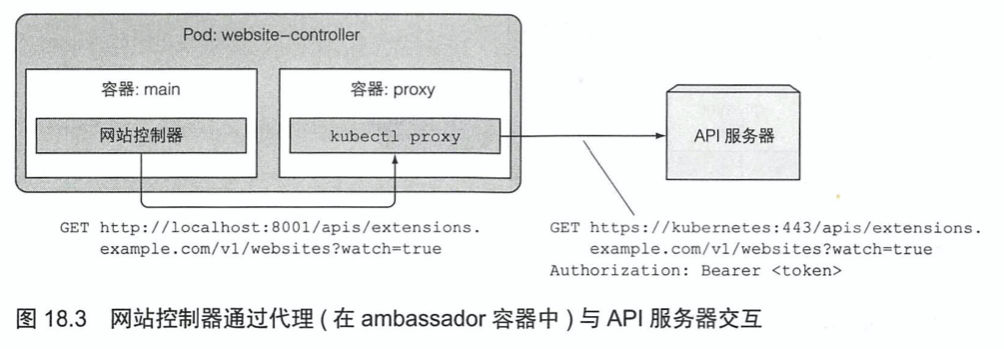 Pod: website-controller
容器: main
容器: proxy
网站控制器
kubectl proxy
API 服务器
GET http://localhost:8001/apis/extensions.
example.com/v1/websites?watch=true
GET https://kubernetes:443/apis/extensions.
example.com/v1/websites?watch=true
Authorization: Bearer <token>
图 18.3 网站控制器通过代理 ( 在 ambassador 容器中 ) 与 API 服务器交互